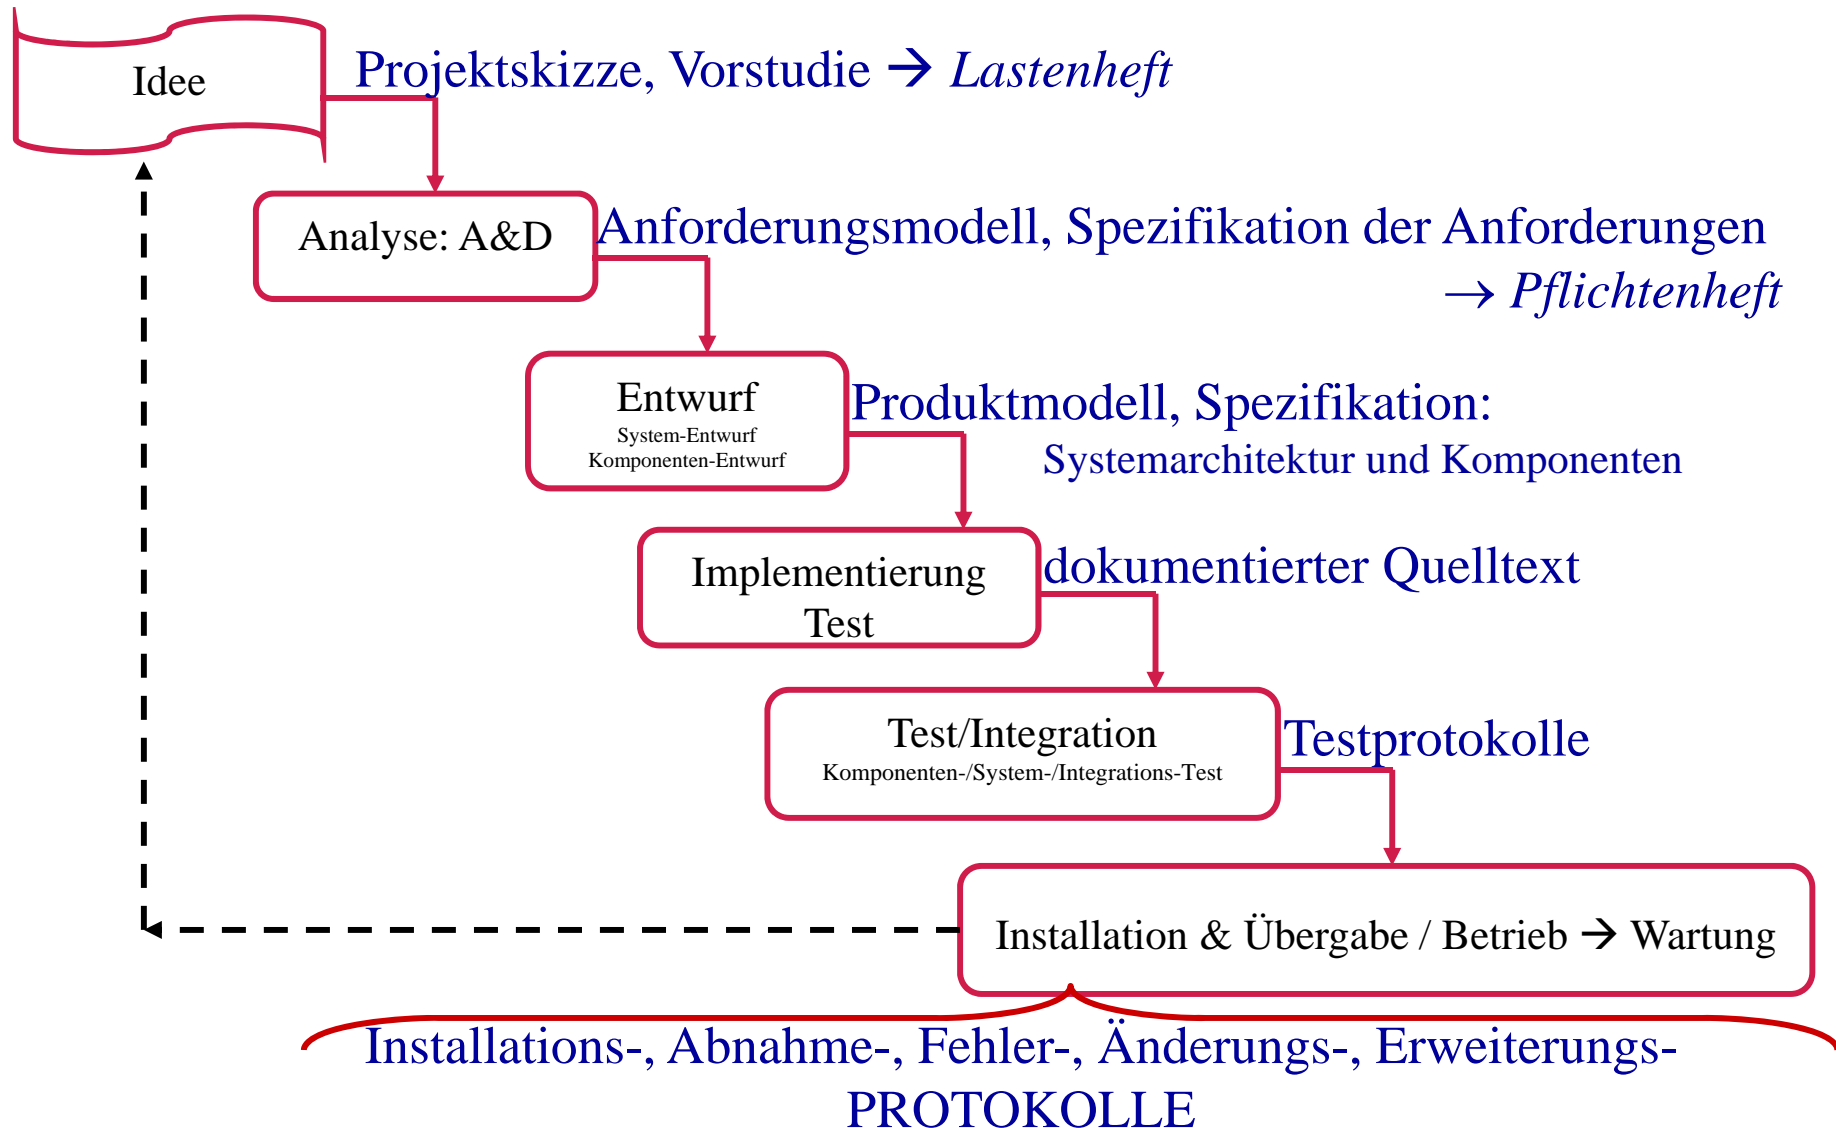 Idee
Projektskizze, Vorstudie → Lastenheft
Analyse: A&D
Anforderungsmodell, Spezifikation der Anforderungen
→ Pflichtenheft
Entwurf
System-Entwurf
Komponenten-Entwurf
Produktmodell, Spezifikation:
Systemarchitektur und Komponenten
Implementierung
Test
dokumentierter Quelltext
Test/Integration
Komponenten-/System-/Integrations-Test
Testprotokolle
Installation & Übergabe / Betrieb → Wartung
Installations-, Abnahme-, Fehler-, Änderungs-, Erweiterungs-
PROTOKOLLE